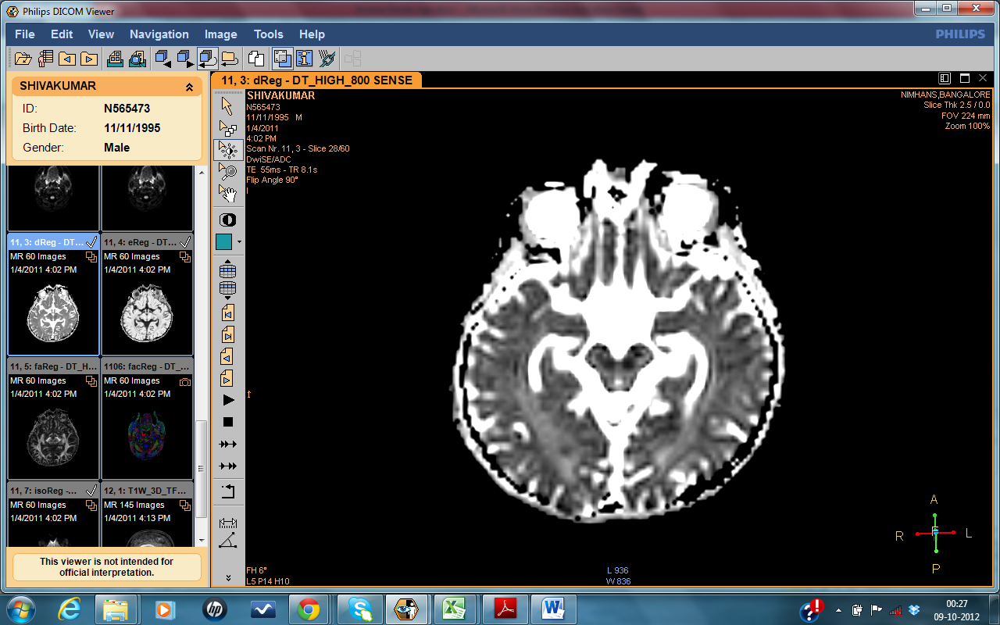 Philips DICOM Viewer
File Edit View Navigation Image Tools Help
PHILIPS
SHIVAKUMAR
ID: N565473
Birth Date: 11/11/1995
Gender: Male
11, 3: dReg - DT...
MR 60 Images
1/4/2011 4:02 PM
11, 4: eReg - DT...
MR 60 Images
1/4/2011 4:02 PM
11, 5: faReg - DT_H...
MR 60 Images
1/4/2011 4:02 PM
1106: facReg - DT_...
MR 60 Images
1/4/2011 4:02 PM
11, 7: isoReg -...
MR 60 Images
1/4/2011 4:02 PM
12, 1: T1W_3D_TF...
MR 145 Images
1/4/2011 4:13 PM
This viewer is not intended for
official interpretation.
11, 3: dReg - DT_HIGH_800 SENSE
SHIVAKUMAR
N565473
11/11/1995 M
1/4/2011
4:02 PM
Scan Nr. 11, 3 - Slice 28/60
DwiSE/ADC
TE 55ms - TR 8.1s
Flip Angle 90°
I
NIMHANS,BANGALORE
Slice Thk 2.5 / 0.0
FOV 224 mm
Zoom 100%
FH 6°
L5 P14 H10
L 936
W 836
A
R
F
L
P
00:27
09-10-2012